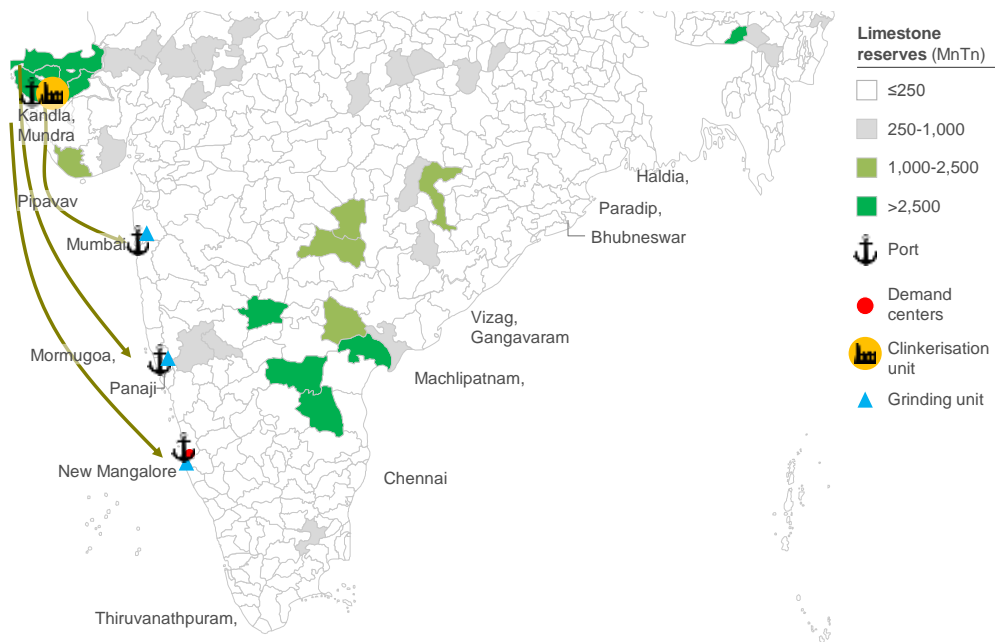 Limestone
reserves (MnTn)
≤250
250-1,000
1,000-2,500
>2,500
Port
Demand
centers
Clinkerisation
unit
Grinding unit
Kandla,
Mundra
Pipavav
Mumbai
Haldia,
Paradip,
Bhubneswar
Vizag,
Gangavaram
Mormugoa,
Panaji
Machlipatnam,
New Mangalore
Chennai
Thiruvanathpuram,